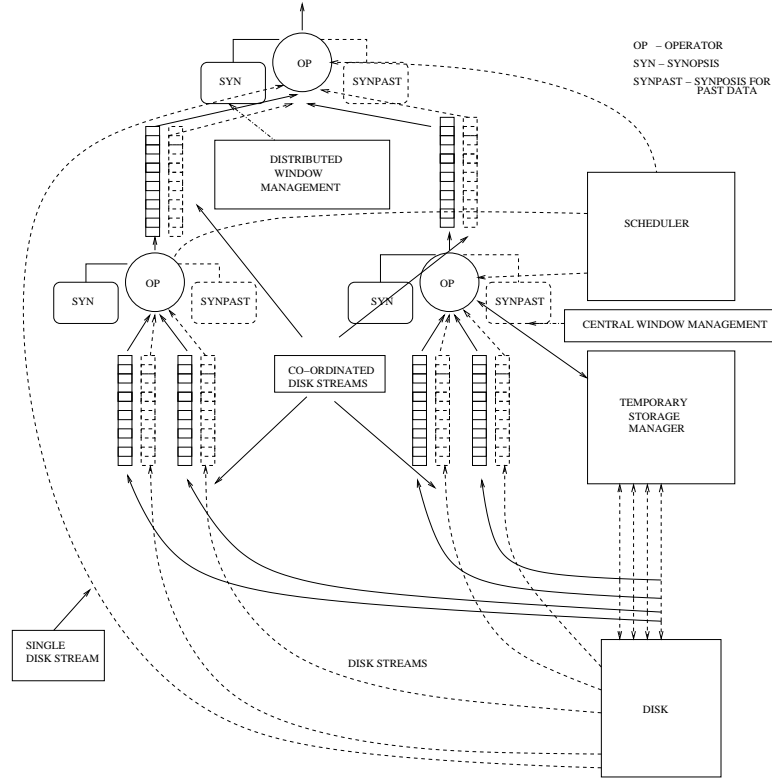 OP – OPERATOR
SYN – SYNOPSIS
SYNPAST – SYNPOSIS FOR
PAST DATA
OP
SYN
SYNPAST
DISTRIBUTED
WINDOW
MANAGEMENT
SCHEDULER
OP
SYN
SYNPAST
OP
SYN
SYNPAST
CENTRAL WINDOW MANAGEMENT
CO–ORDINATED
DISK STREAMS
TEMPORARY
STORAGE
MANAGER
SINGLE
DISK STREAM
DISK STREAMS
DISK